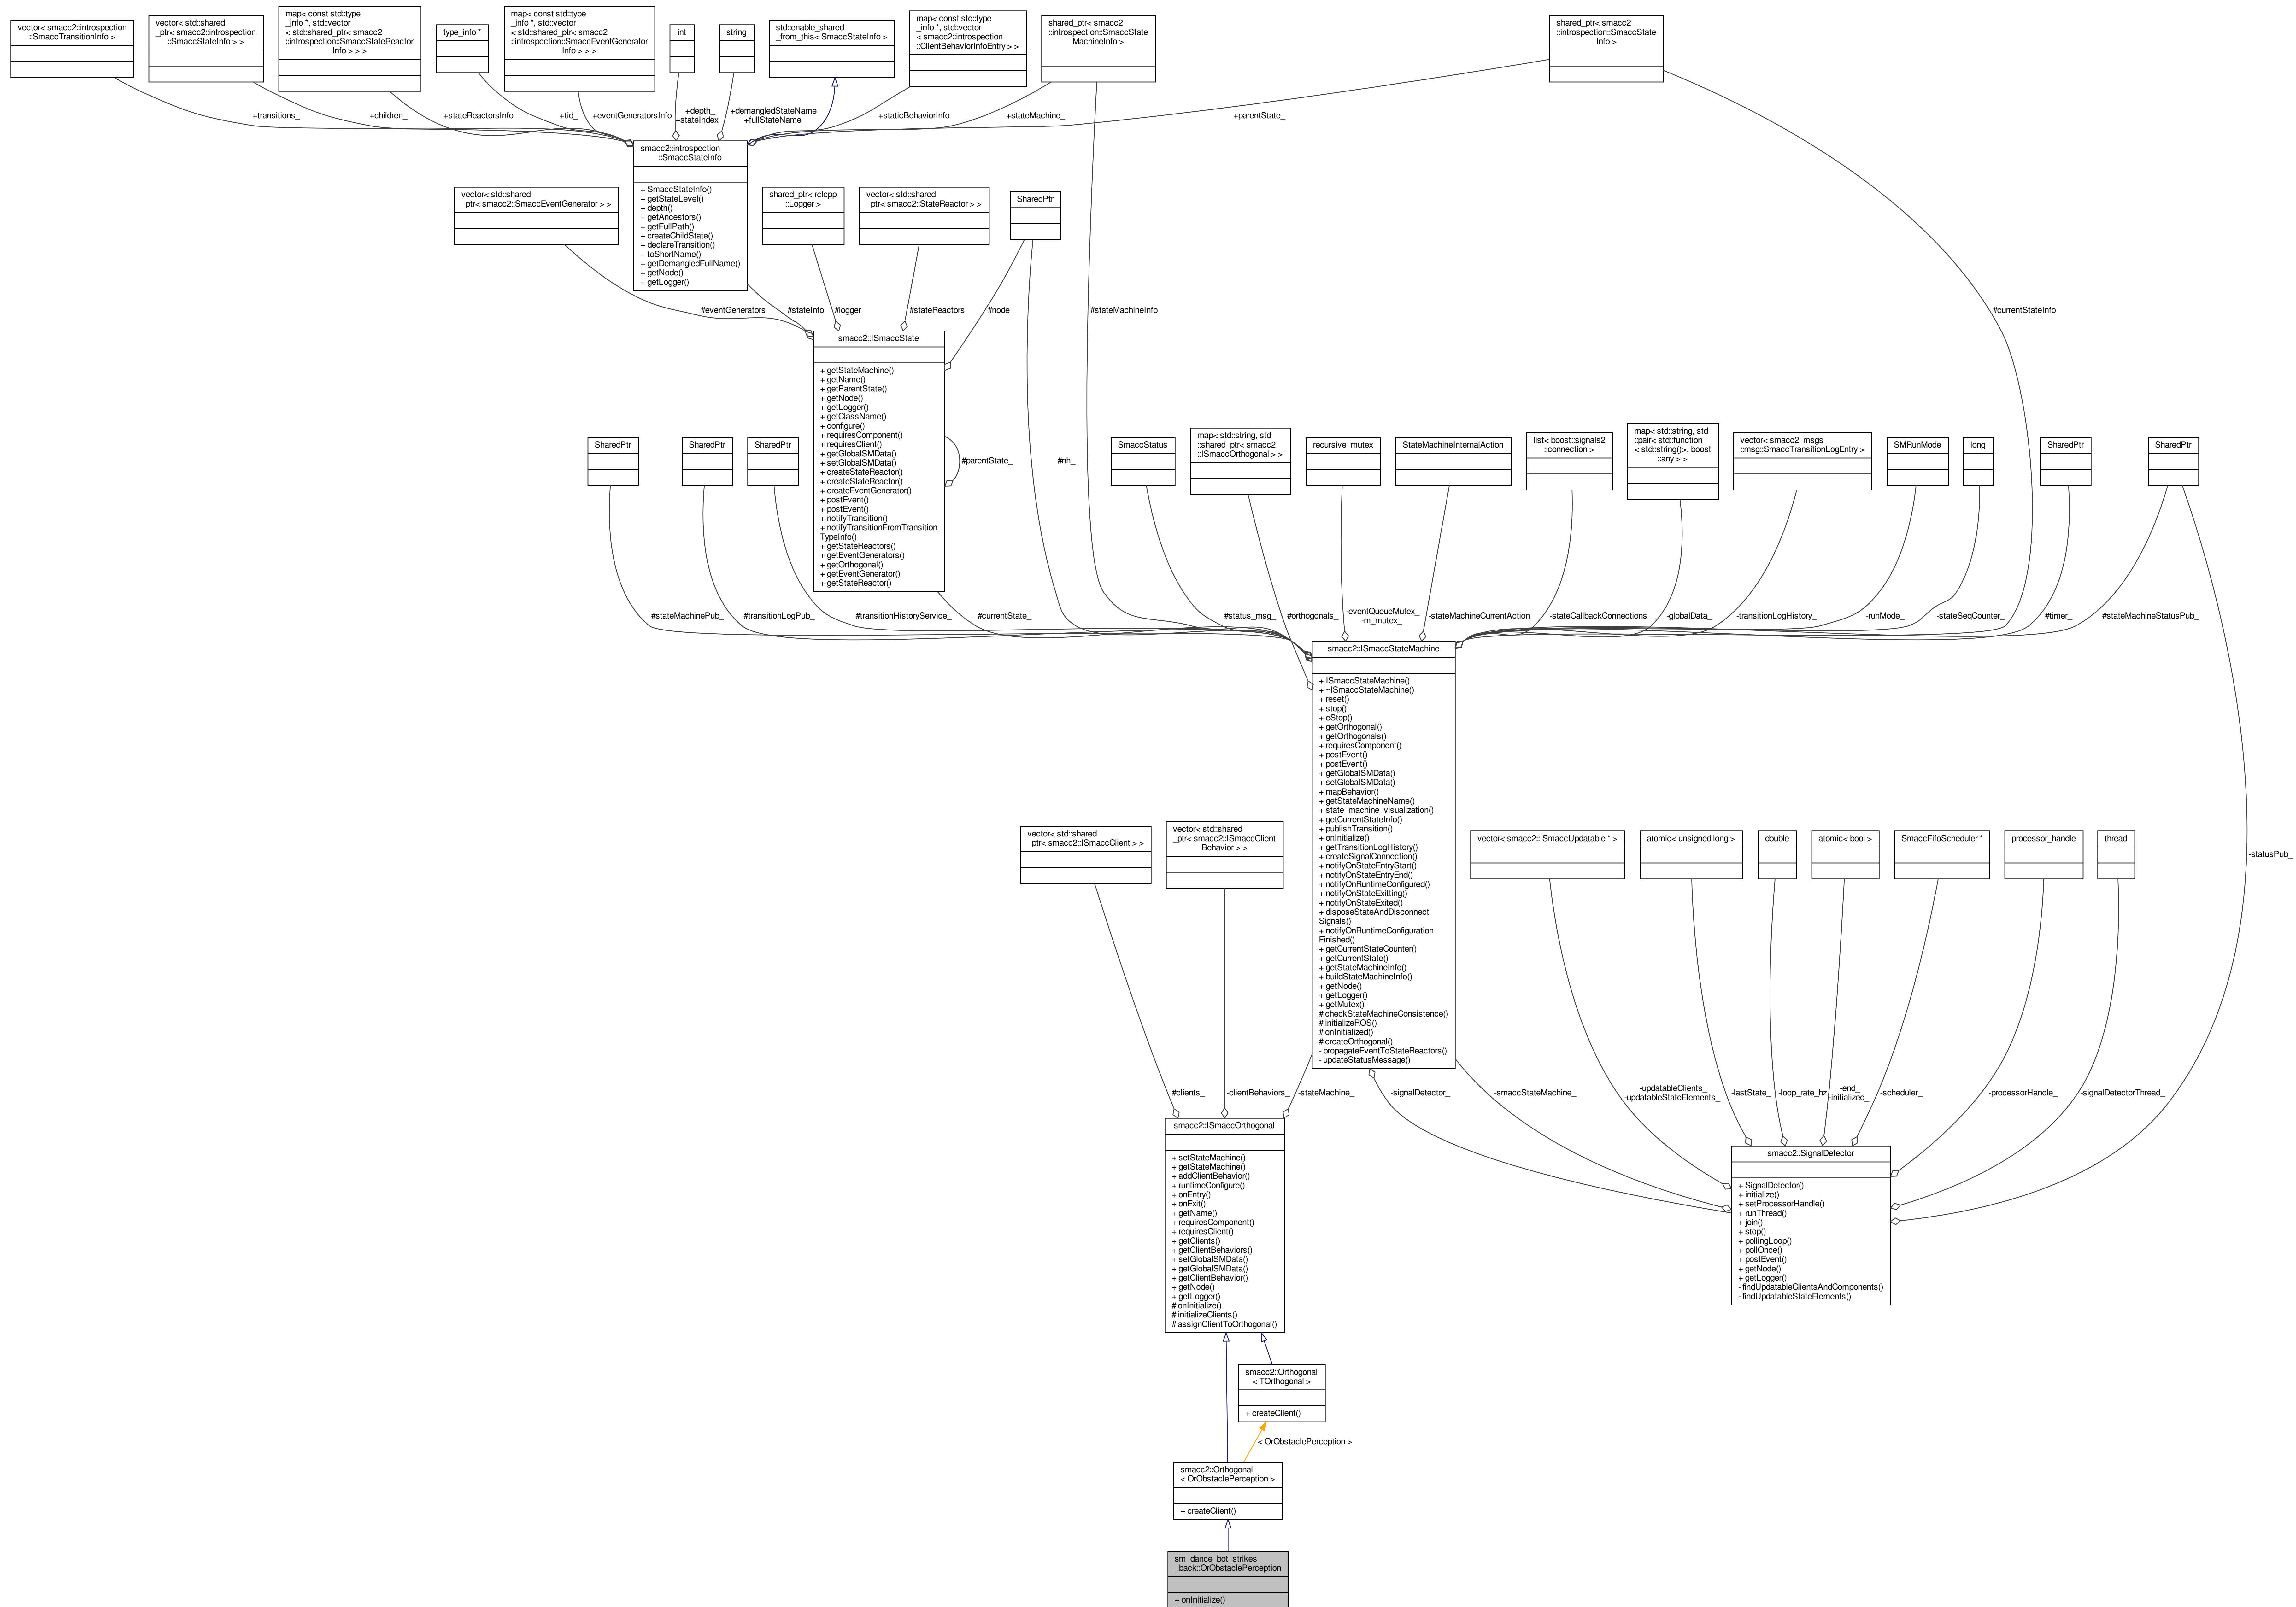 vector< smacc2::introspection
::SmaccTransitionInfo >
vector< std::shared
_ptr< smacc2::introspection
::SmaccStateInfo > >
map< const std::type
_info *, std::vector
< std::shared_ptr< smacc2
::introspection::SmaccStateReactor
Info > > >
type_info *
map< const std::type
_info *, std::vector
< std::shared_ptr< smacc2
::introspection::SmaccEventGenerator
Info > > >
int
string
std::enable_shared
_from_this< SmaccStateInfo >
map< const std::type
_info *, std::vector
< smacc2::introspection
::ClientBehaviorInfoEntry > >
shared_ptr< smacc2
::introspection::SmaccState
MachineInfo >
shared_ptr< smacc2
::introspection::SmaccState
Info >
+transitions_
+children_
+stateReactorsInfo
+tid_
+eventGeneratorsInfo
+depth_
+stateIndex_
+demangledStateName
+fullStateName
+staticBehaviorInfo
+stateMachine_
+parentState_
smacc2::introspection
::SmaccStateInfo
+ SmaccStateInfo()
+ getStateLevel()
+ depth()
+ getAncestors()
+ getFullPath()
+ createChildState()
+ declareTransition()
+ toShortName()
+ getDemangledFullName()
+ getNode()
+ getLogger()
vector< std::shared
_ptr< smacc2::SmaccEventGenerator > >
shared_ptr< rclcpp
::Logger >
vector< std::shared
_ptr< smacc2::StateReactor > >
SharedPtr
#eventGenerators_
#stateInfo_
#logger_
#stateReactors_
#node_
#stateMachineInfo_
#currentStateInfo_
smacc2::ISmaccState
+ getStateMachine()
+ getName()
+ getParentState()
+ getNode()
+ getLogger()
+ getClassName()
+ configure()
+ requiresComponent()
+ requiresClient()
+ getOrthogonal()
+ getGlobalSMData()
+ setGlobalSMData()
+ createStateReactor()
+ createStateReactor()
+ createEventGenerator()
+ postEvent()
+ postEvent()
+ notifyTransition()
+ notifyTransitionFromTransition
TypeInfo()
+ getStateReactors()
+ getEventGenerators()
+ getOrthogonal()
+ getEventGenerator()
+ getStateReactor()
#parentState_
#nh_
SharedPtr
SharedPtr
SharedPtr
SmaccStatus
map< std::string, std
::shared_ptr< smacc2
::ISmaccOrthogonal > >
recursive_mutex
StateMachineInternalAction
list< boost::signals2
::connection >
map< std::string, std
::pair< std::function
< std::string()>, boost
::any > >
vector< smacc2_msgs
::msg::SmaccTransitionLogEntry >
SMRunMode
long
SharedPtr
SharedPtr
#stateMachinePub_
#transitionLogPub_
#transitionHistoryService_
#currentState_
#status_msg_
#orthogonals_
-eventQueueMutex_
-m_mutex_
-stateMachineCurrentAction
-stateCallbackConnections
-globalData_
-transitionLogHistory_
-runMode_
-stateSeqCounter_
#timer_
#stateMachineStatusPub_
smacc2::ISmaccStateMachine
+ ISmaccStateMachine()
+ ~ISmaccStateMachine()
+ reset()
+ stop()
+ eStop()
+ getOrthogonal()
+ getOrthogonals()
+ requiresComponent()
+ postEvent()
+ postEvent()
+ getGlobalSMData()
+ setGlobalSMData()
+ mapBehavior()
+ getStateMachineName()
+ state_machine_visualization()
+ getCurrentStateInfo()
+ publishTransition()
+ onInitialize()
+ getTransitionLogHistory()
+ createSignalConnection()
+ notifyOnStateEntryStart()
+ notifyOnStateEntryEnd()
+ notifyOnRuntimeConfigured()
+ notifyOnStateExitting()
+ notifyOnStateExited()
+ disposeStateAndDisconnect
Signals()
+ notifyOnRuntimeConfiguration
Finished()
+ getCurrentStateCounter()
+ getCurrentState()
+ getStateMachineInfo()
+ buildStateMachineInfo()
+ getNode()
+ getLogger()
+ getMutex()
# checkStateMachineConsistence()
# initializeROS()
# onInitialized()
# createOrthogonal()
- propagateEventToStateReactors()
- updateStatusMessage()
vector< std::shared
_ptr< smacc2::ISmaccClient > >
vector< std::shared
_ptr< smacc2::ISmaccClient
Behavior > >
vector< smacc2::ISmaccUpdatable * >
atomic< unsigned long >
double
atomic< bool >
SmaccFifoScheduler *
processor_handle
thread
-statusPub_
#clients_
-clientBehaviors_
-stateMachine_
-signalDetector_
-smaccStateMachine_
-updatableClients_
-updatableStateElements_
-lastState_
-loop_rate_hz
-end_
-initialized_
-scheduler_
-processorHandle_
-signalDetectorThread_
smacc2::ISmaccOrthogonal
+ setStateMachine()
+ getStateMachine()
+ addClientBehavior()
+ runtimeConfigure()
+ onEntry()
+ onExit()
+ getName()
+ requiresComponent()
+ requiresClient()
+ getClients()
+ getClientBehaviors()
+ setGlobalSMData()
+ getGlobalSMData()
+ getClientBehavior()
+ getNode()
+ getLogger()
# onInitialize()
# initializeClients()
# assignClientToOrthogonal()
smacc2::SignalDetector
+ SignalDetector()
+ initialize()
+ setProcessorHandle()
+ runThread()
+ join()
+ stop()
+ pollingLoop()
+ pollOnce()
+ postEvent()
+ getNode()
+ getLogger()
- findUpdatableClientsAndComponents()
- findUpdatableStateElements()
smacc2::Orthogonal
< TOrthogonal >
+ createClient()
< OrObstaclePerception >
smacc2::Orthogonal
< OrObstaclePerception >
+ createClient()
sm_dance_bot_strikes
_back::OrObstaclePerception
+ onInitialize()